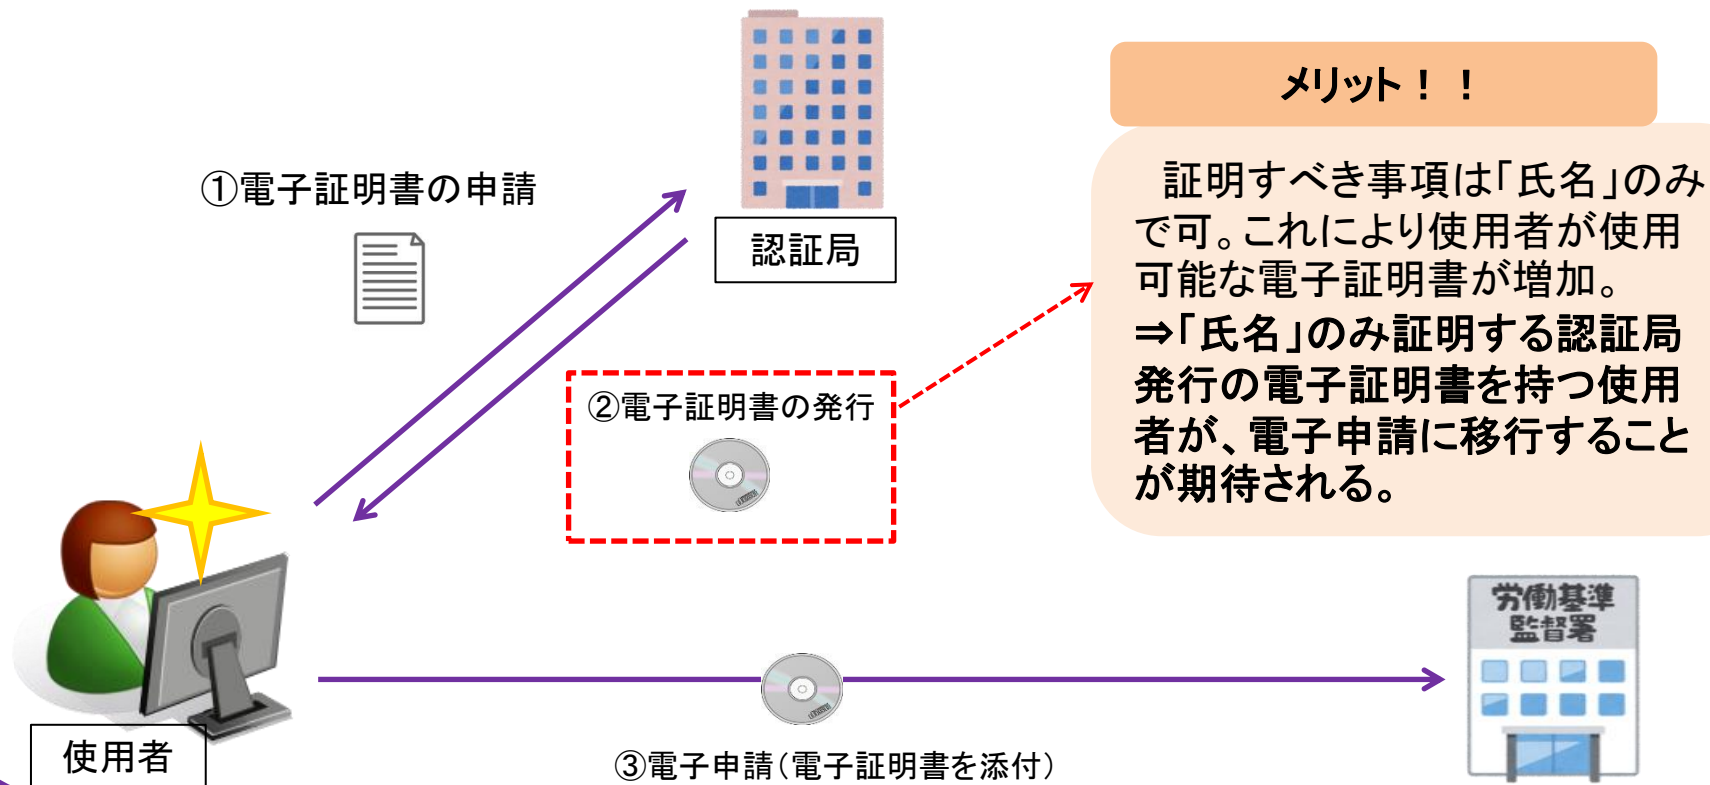 メリット！！
①電子証明書の申請
認証局
証明すべき事項は「氏名」のみ
で可。これにより使用者が使用
可能な電子証明書が増加。
⇒「氏名」のみ証明する認証局
発行の電子証明書を持つ使用
者が、電子申請に移行すること
が期待される。
②電子証明書の発行
労働基準
監督署
使用者
③電子申請（電子証明書を添付）